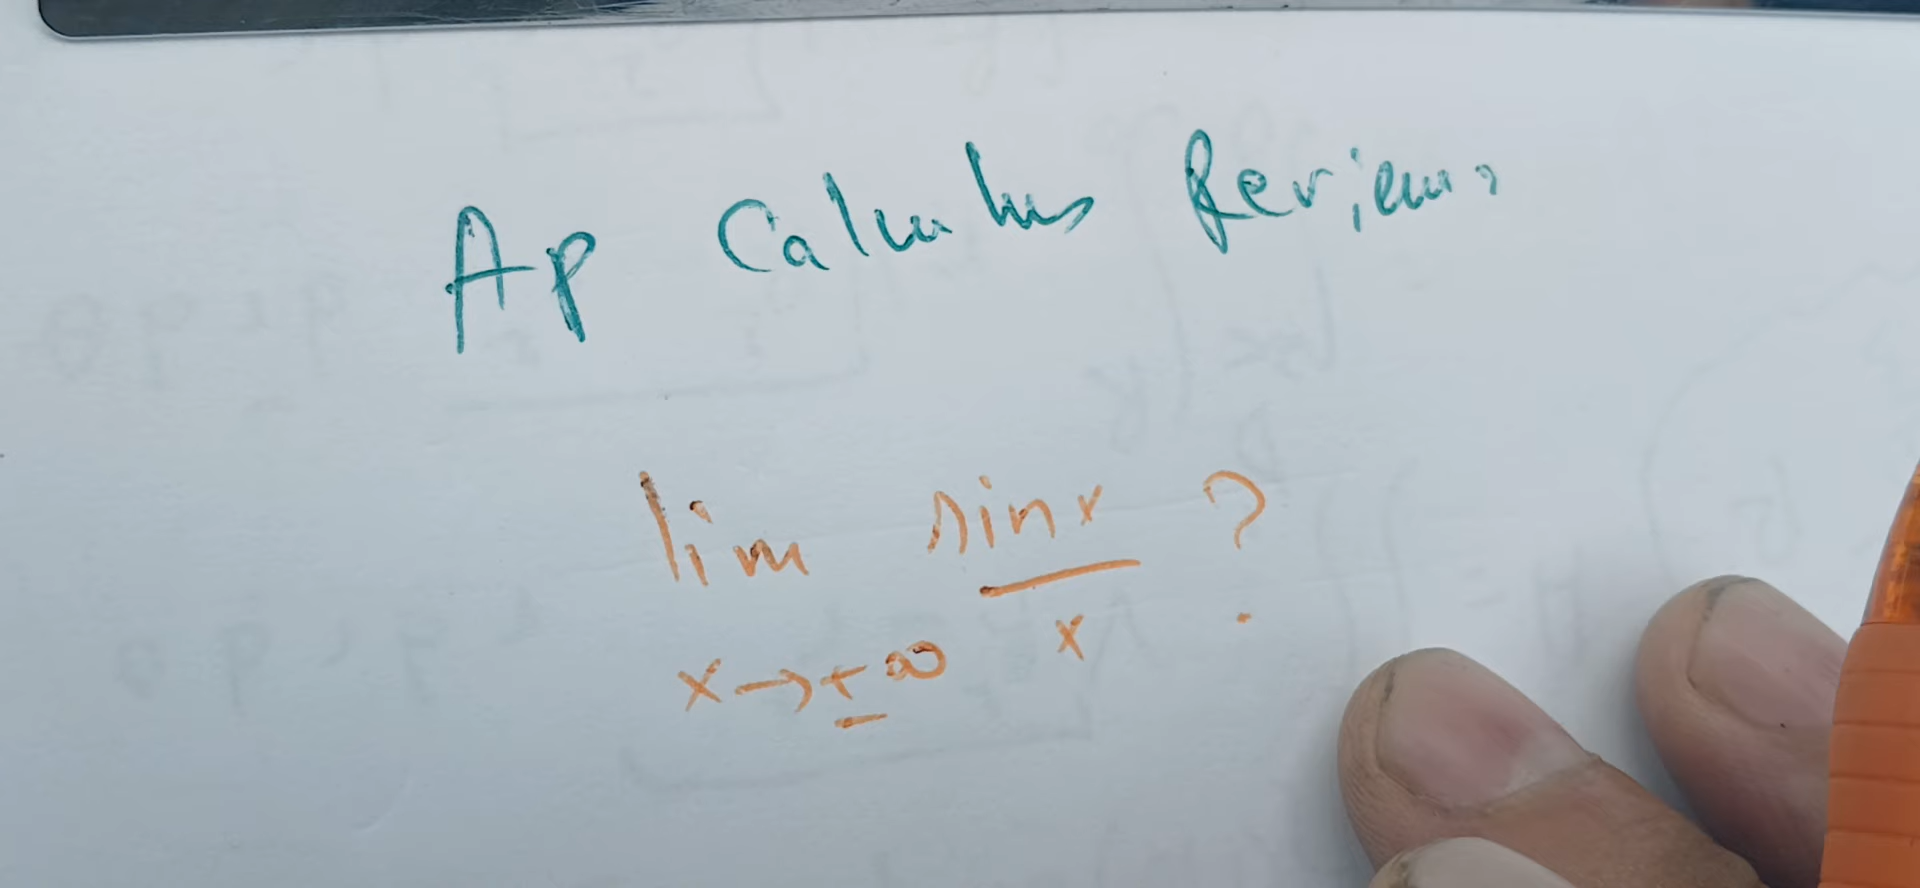 Ap Calculus Review
lim sinx ?
x→±∞ x